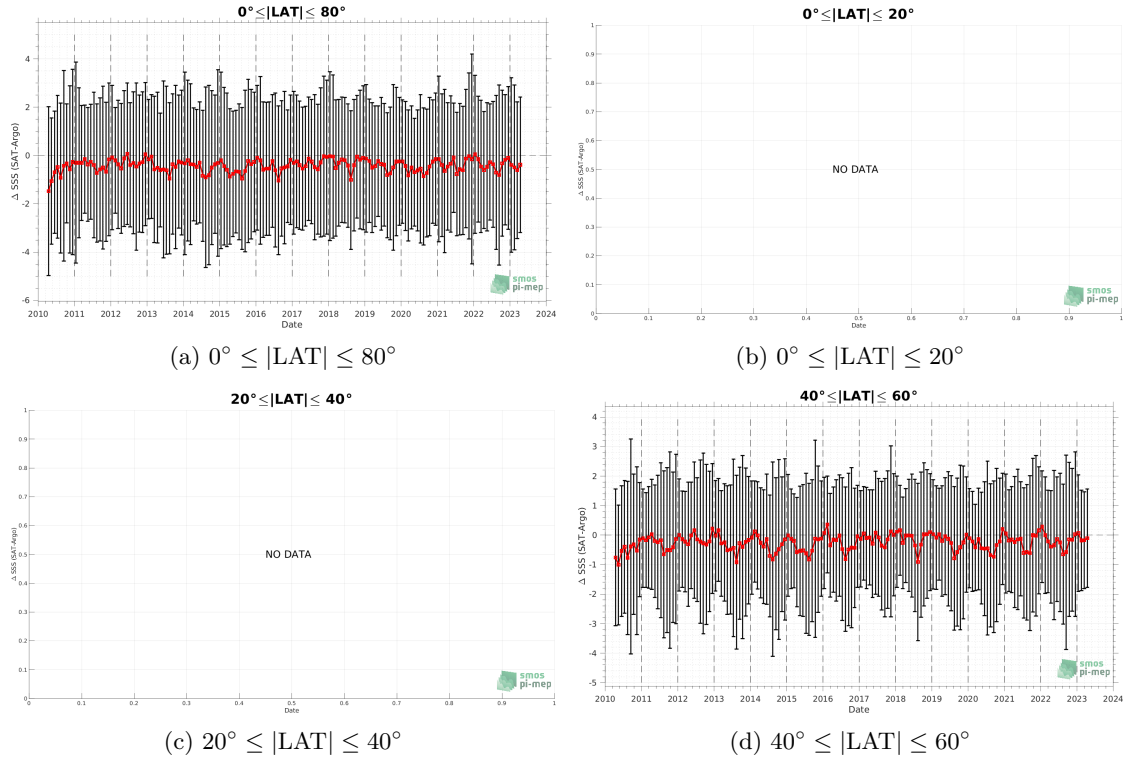 0°≤|LAT|≤ 80°
4
2
0
-2
-4
-6
Δ SSS (SAT-Argo)
2010 2011 2012 2013 2014 2015 2016 2017 2018 2019 2020 2021 2022 2023 2024
Date
smos
pi-mep
(a) 0° ≤ |LAT| ≤ 80°
0°≤|LAT|≤ 20°
1
0.9
0.8
0.7
0.6
0.5
0.4
0.3
0.2
0.1
0
Δ SSS (SAT-Argo)
NO DATA
0 0.1 0.2 0.3 0.4 0.5 0.6 0.7 0.8 0.9 1
Date
smos
pi-mep
(b) 0° ≤ |LAT| ≤ 20°
20°≤|LAT|≤ 40°
1
0.9
0.8
0.7
0.6
0.5
0.4
0.3
0.2
0.1
0
Δ SSS (SAT-Argo)
NO DATA
0 0.1 0.2 0.3 0.4 0.5 0.6 0.7 0.8 0.9 1
Date
smos
pi-mep
(c) 20° ≤ |LAT| ≤ 40°
40°≤|LAT|≤ 60°
4
3
2
1
0
-1
-2
-3
-4
-5
Δ SSS (SAT-Argo)
2010 2011 2012 2013 2014 2015 2016 2017 2018 2019 2020 2021 2022 2023 2024
Date
smos
pi-mep
(d) 40° ≤ |LAT| ≤ 60°